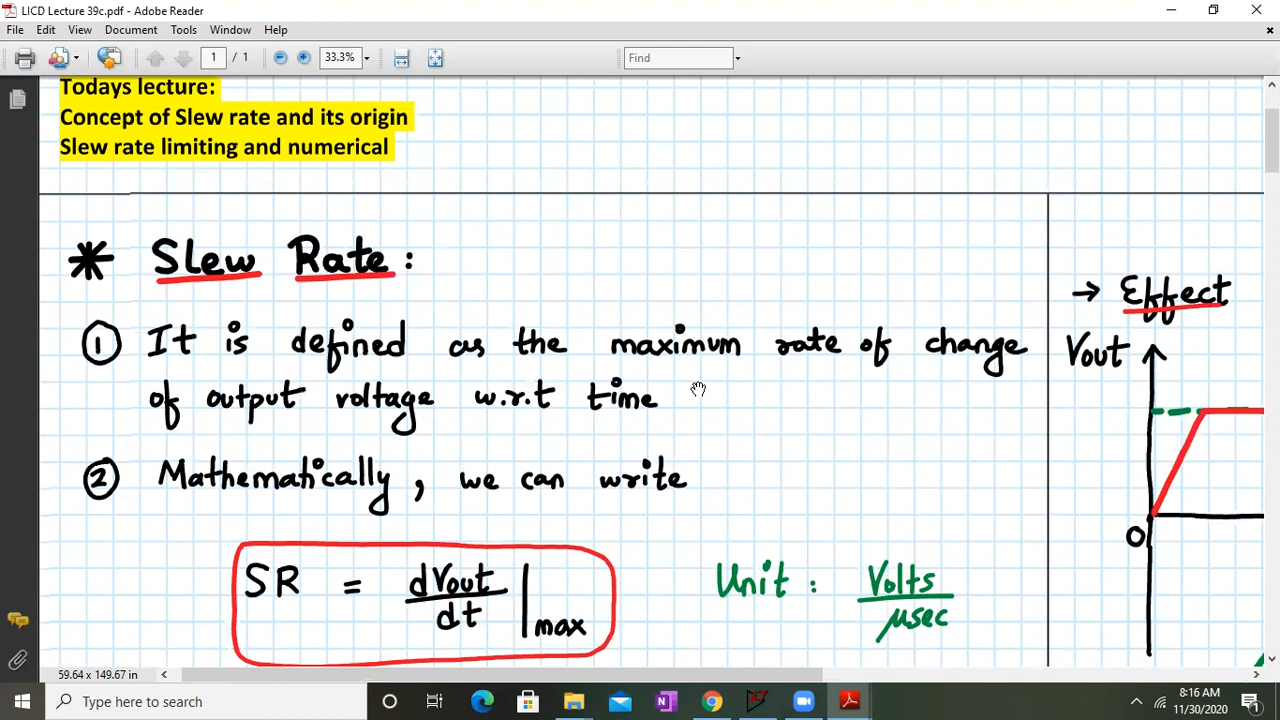 LICD Lecture 39c.pdf - Adobe Reader
File Edit View Document Tools Window Help
1 / 1 33.3% Find
Todays lecture:
Concept of Slew rate and its origin
Slew rate limiting and numerical
* Slew Rate :
① It is defined as the maximum rate of change
of output voltage w.r.t time
② Mathematically, we can write
SR = dVout/dt |max
Unit : Volts/μsec
→ Effect
Vout
0
59.64 x 149.67 in
Type here to search
8:16 AM
11/30/2020
1